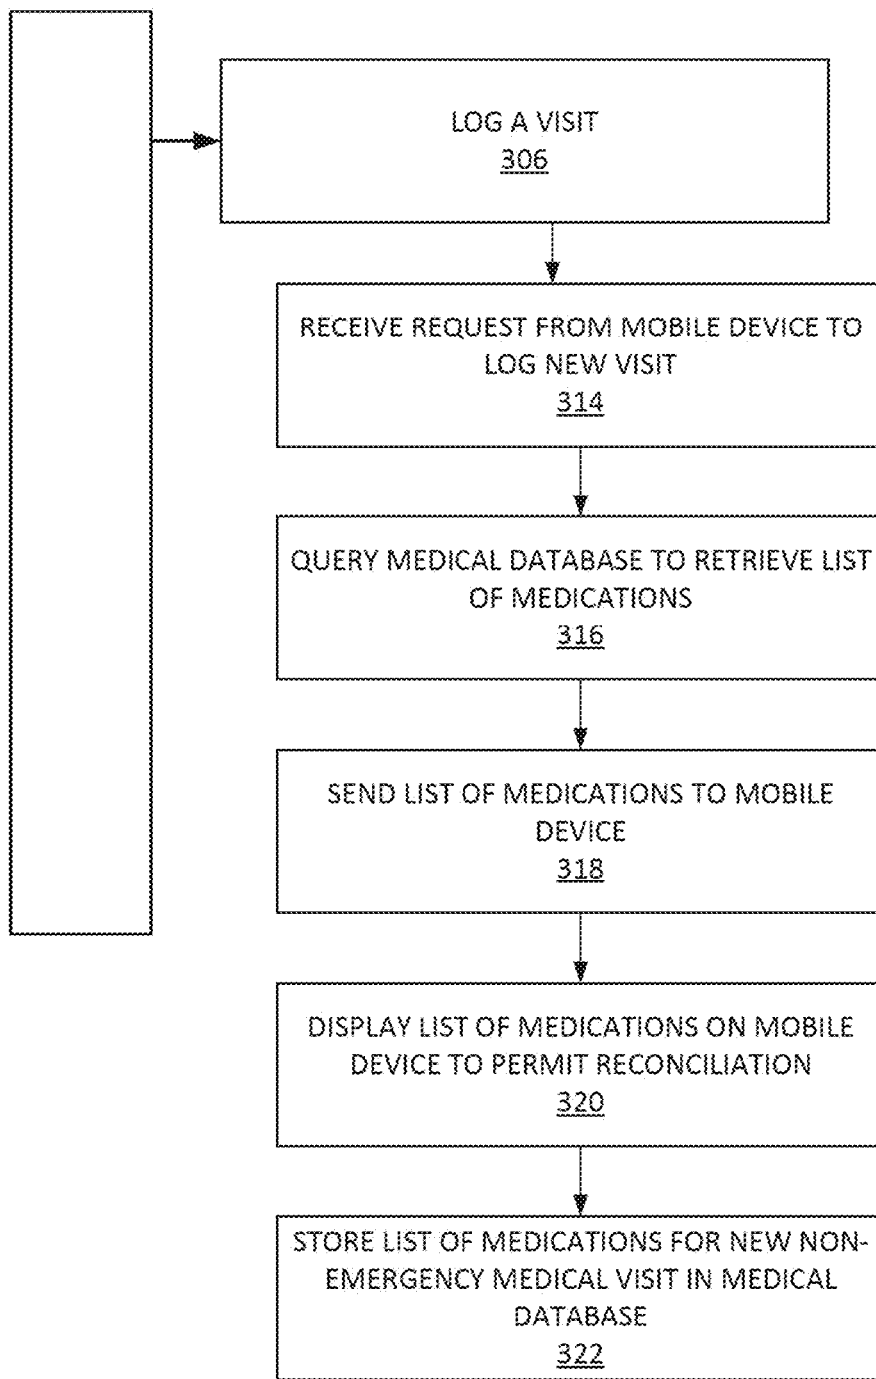 LOG A VISIT
306
RECEIVE REQUEST FROM MOBILE DEVICE TO
LOG NEW VISIT
314
QUERY MEDICAL DATABASE TO RETRIEVE LIST
OF MEDICATIONS
316
SEND LIST OF MEDICATIONS TO MOBILE
DEVICE
318
DISPLAY LIST OF MEDICATIONS ON MOBILE
DEVICE TO PERMIT RECONCILIATION
320
STORE LIST OF MEDICATIONS FOR NEW NON-
EMERGENCY MEDICAL VISIT IN MEDICAL
DATABASE
322